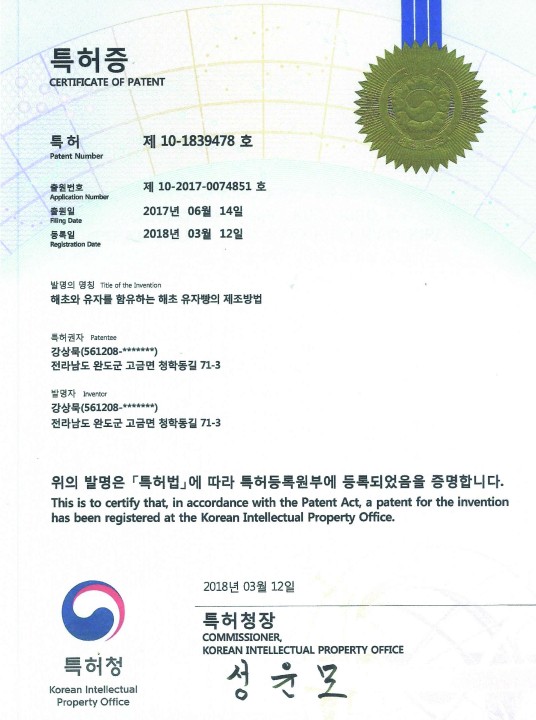 특허증
CERTIFICATE OF PATENT
특허 제 10-1839478 호
Patent Number
출원번호 제 10-2017-0074851 호
Application Number
출원일 2017년 06월 14일
Filing Date
등록일 2018년 03월 12일
Registration Date
발명의 명칭 Title of the Invention
해초와 유자를 함유하는 해초 유자빵의 제조방법
특허권자 Patentee
강상묵(561208-*******)
전라남도 완도군 고금면 청학동길 71-3
발명자 Inventor
강상묵(561208-*******)
전라남도 완도군 고금면 청학동길 71-3
위의 발명은 「특허법」에 따라 특허등록원부에 등록되었음을 증명합니다.
This is to certify that, in accordance with the Patent Act, a patent for the invention
has been registered at the Korean Intellectual Property Office.
2018년 03월 12일
특허청장
COMMISSIONER,
KOREAN INTELLECTUAL PROPERTY OFFICE
성윤모
특허청
Korean Intellectual
Property Office